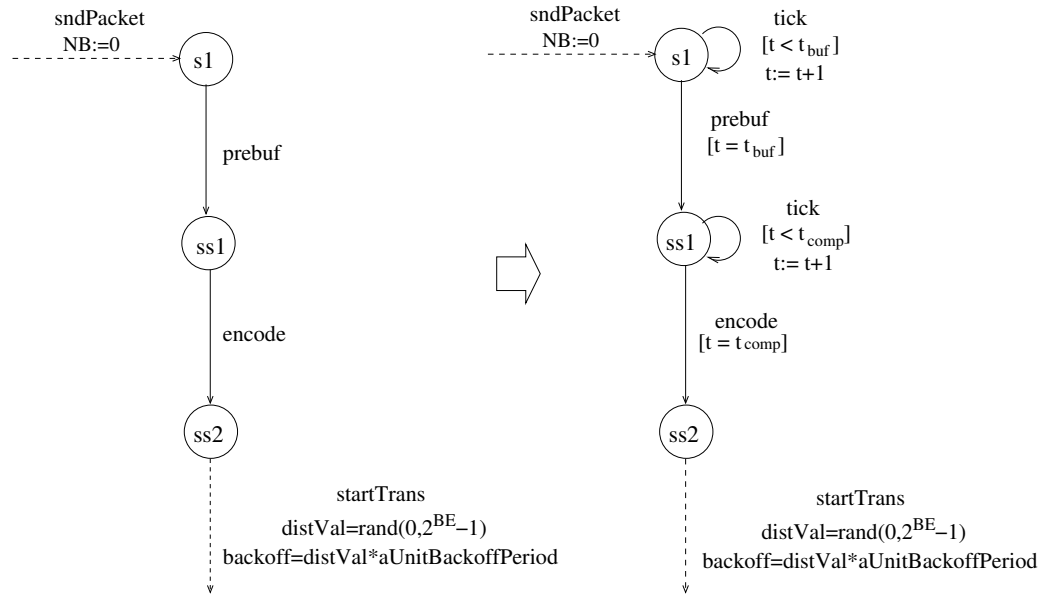 sndPacket
NB:=0
s1
prebuf
ss1
encode
ss2
startTrans
distVal=rand(0,2^BE−1)
backoff=distVal*aUnitBackoffPeriod
sndPacket
NB:=0
s1
tick
[t < t_buf]
t:= t+1
prebuf
[t = t_buf]
ss1
tick
[t < t_comp]
t:= t+1
encode
[t = t_comp]
ss2
startTrans
distVal=rand(0,2^BE−1)
backoff=distVal*aUnitBackoffPeriod